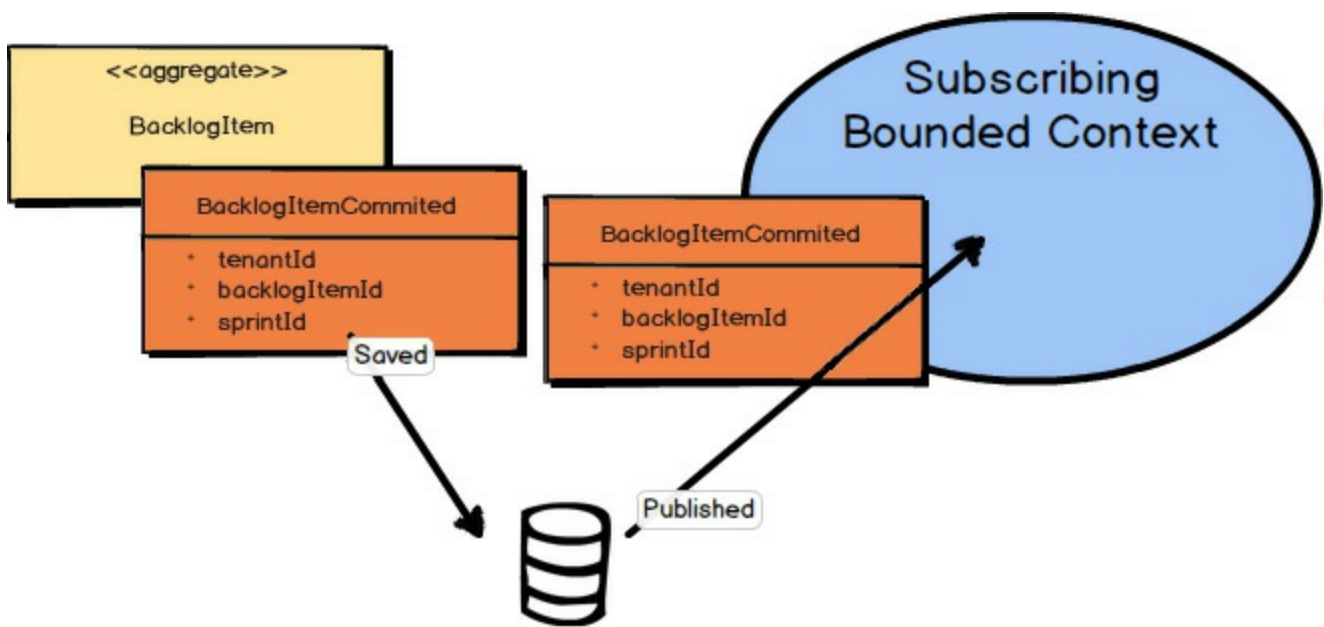 <<aggregate>>
BacklogItem
BacklogItemCommited
+ tenantId
+ backlogItemId
+ sprintId
Saved
BacklogItemCommited
+ tenantId
+ backlogItemId
+ sprintId
Published
Subscribing
Bounded Context